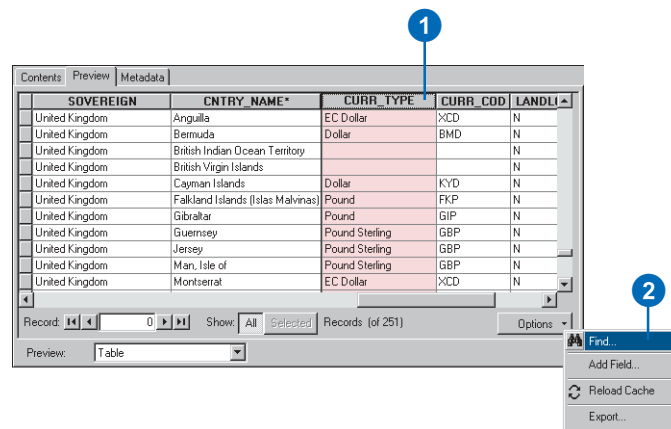 1
Contents Preview Metadata
SOVEREIGN CNTRY_NAME* CURR_TYPE CURR_COD LANDL
United Kingdom Anguilla EC Dollar XCD N
United Kingdom Bermuda Dollar BMD N
United Kingdom British Indian Ocean Territory N
United Kingdom British Virgin Islands N
United Kingdom Cayman Islands Dollar KYD N
United Kingdom Falkland Islands (Islas Malvinas) Pound FKP N
United Kingdom Gibraltar Pound GIP N
United Kingdom Guernsey Pound Sterling GBP N
United Kingdom Jersey Pound Sterling GBP N
United Kingdom Man, Isle of Pound Sterling GBP N
United Kingdom Montserrat EC Dollar XCD N
2
Record: 0 Show: All Selected Records (of 251) Options
Find...
Preview: Table
Add Field...
Reload Cache
Export...